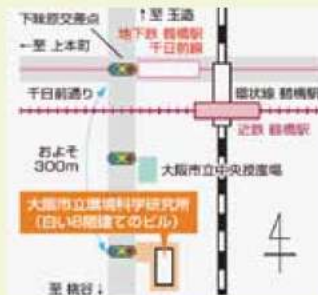 下味原交差点
↑至 玉造
地下鉄 鶴橋駅
千日前線
←至 上本町
千日前通り
環状線 鶴橋駅
近鉄 鶴橋駅
およそ
300m
大阪市立中央授産場
大阪市立環境科学研究所
(白い8階建てのビル)
至 桃谷↓